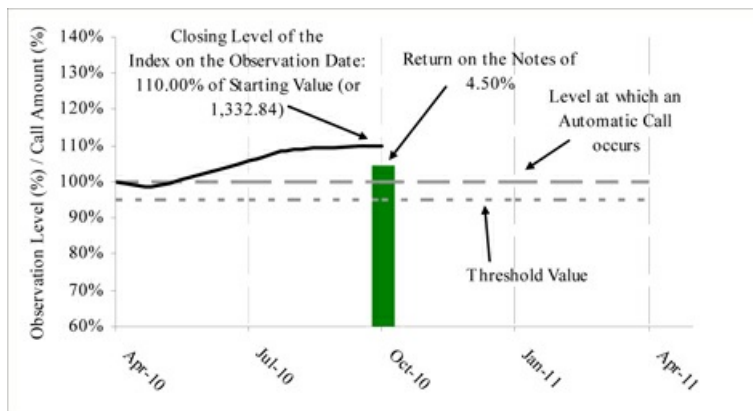 Observation Level (%) / Call Amount (%)
140%
130%
120%
110%
100%
90%
80%
70%
60%
Closing Level of the
Index on the Observation Date:
110.00% of Starting Value (or
1,332.84)
Return on the Notes of
4.50%
Level at which an
Automatic Call
occurs
Threshold Value
Apr-10
Jul-10
Oct-10
Jan-11
Apr-11